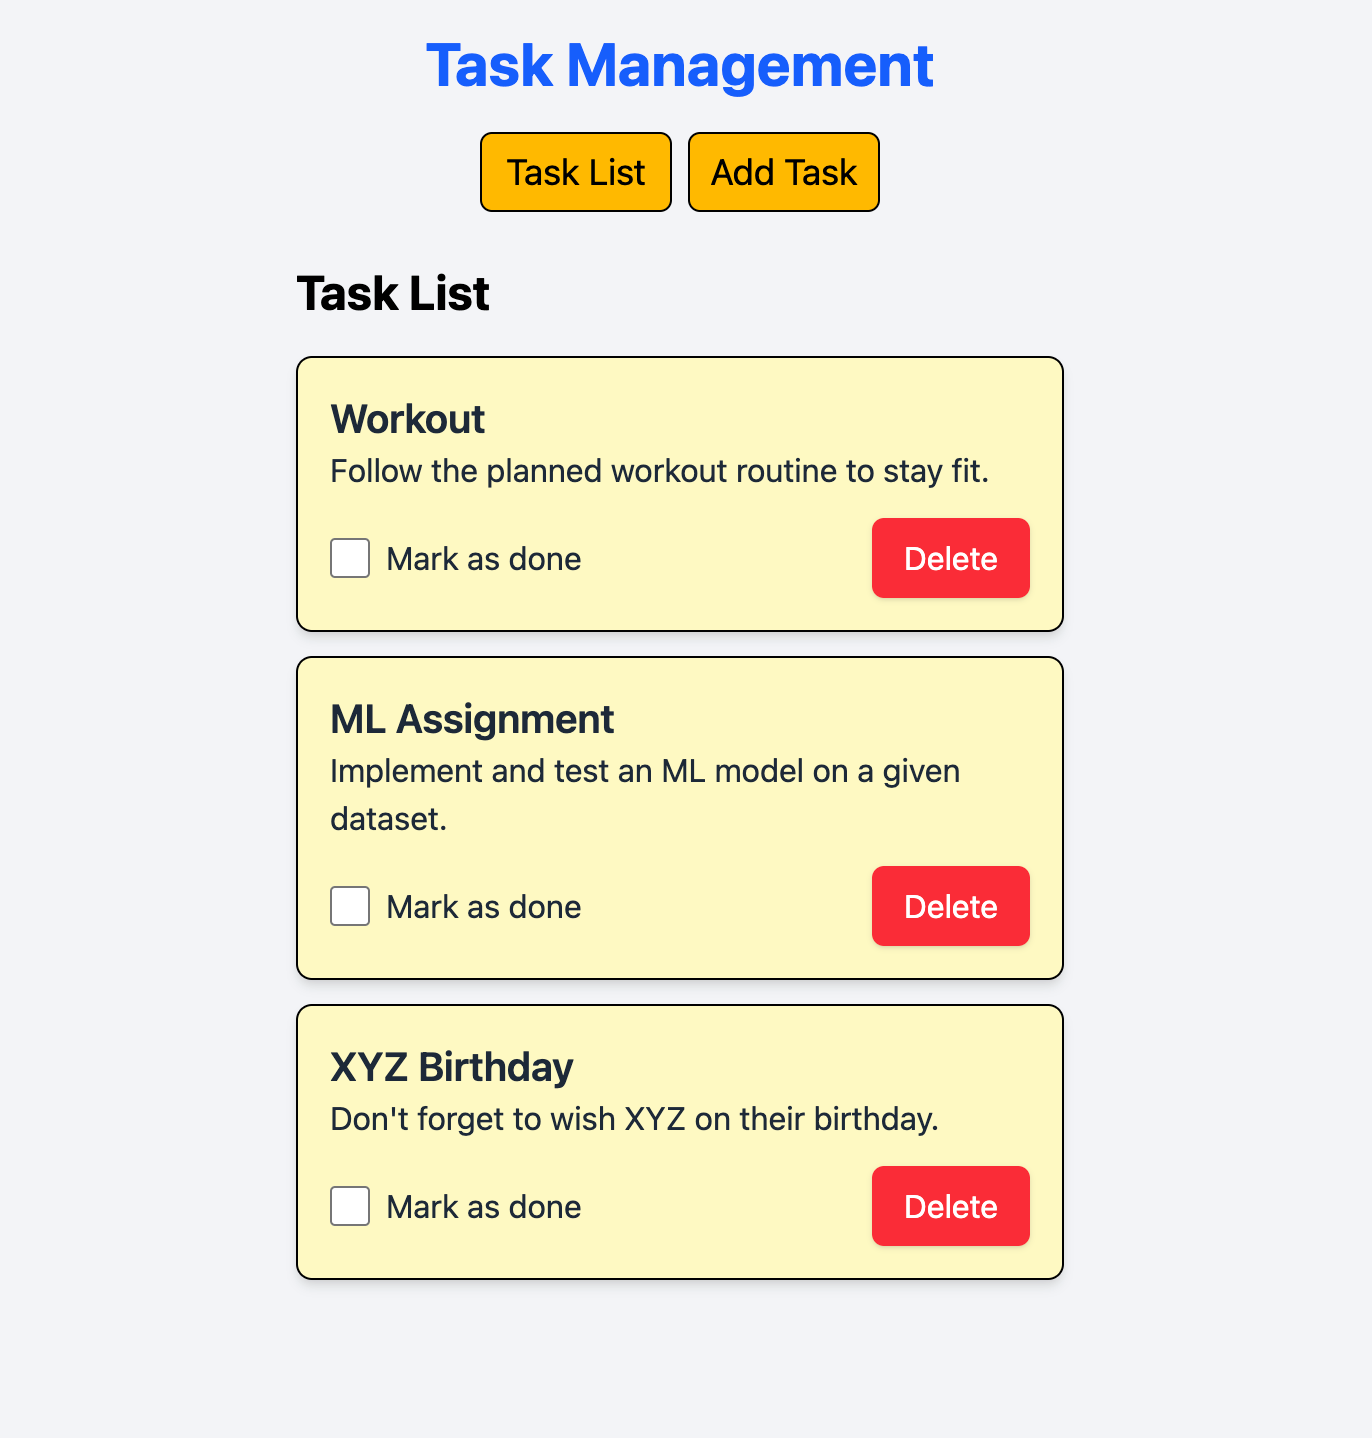 Task Management
Task List
Add Task
Task List
Workout
Follow the planned workout routine to stay fit.
Mark as done
Delete
ML Assignment
Implement and test an ML model on a given
dataset.
Mark as done
Delete
XYZ Birthday
Don't forget to wish XYZ on their birthday.
Mark as done
Delete